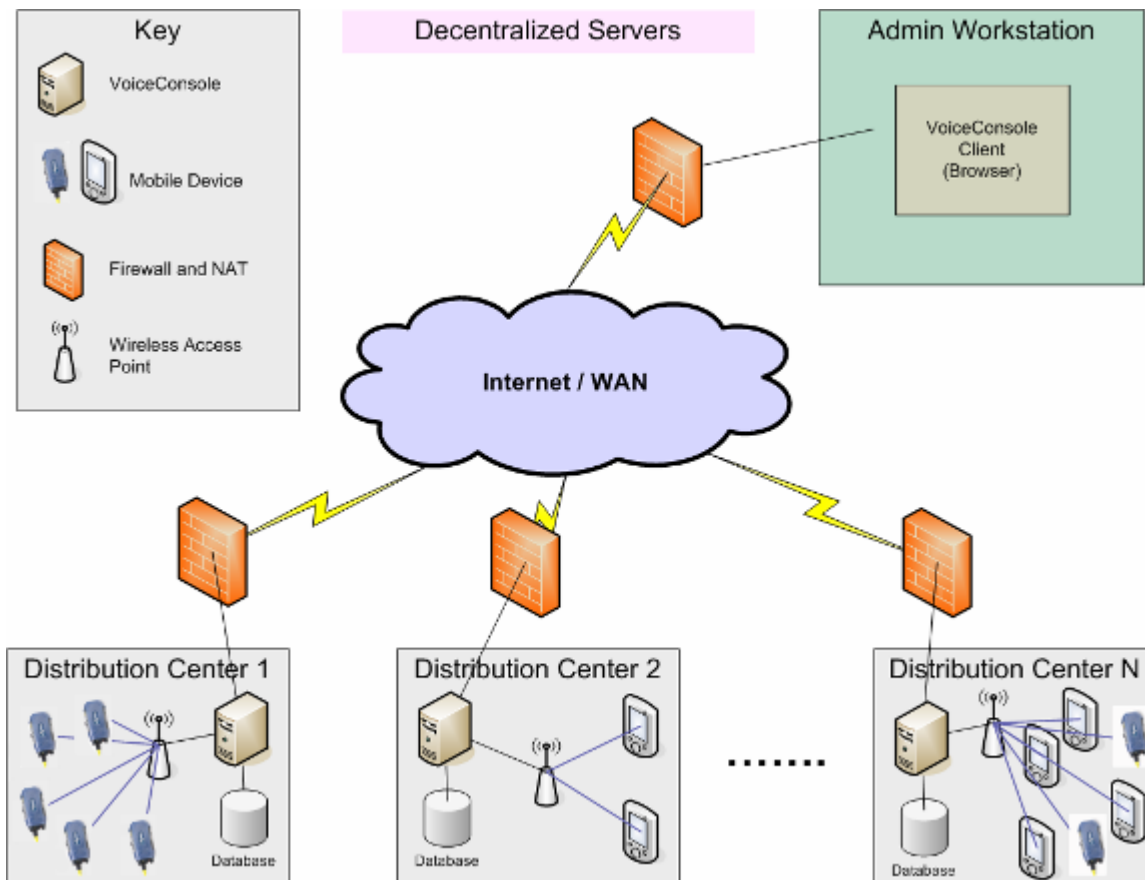 Key
VoiceConsole
Mobile Device
Firewall and NAT
Wireless Access
Point
Decentralized Servers
Admin Workstation
VoiceConsole
Client
(Browser)
Internet / WAN
Distribution Center 1
Database
Distribution Center 2
Database
.......
Distribution Center N
Database